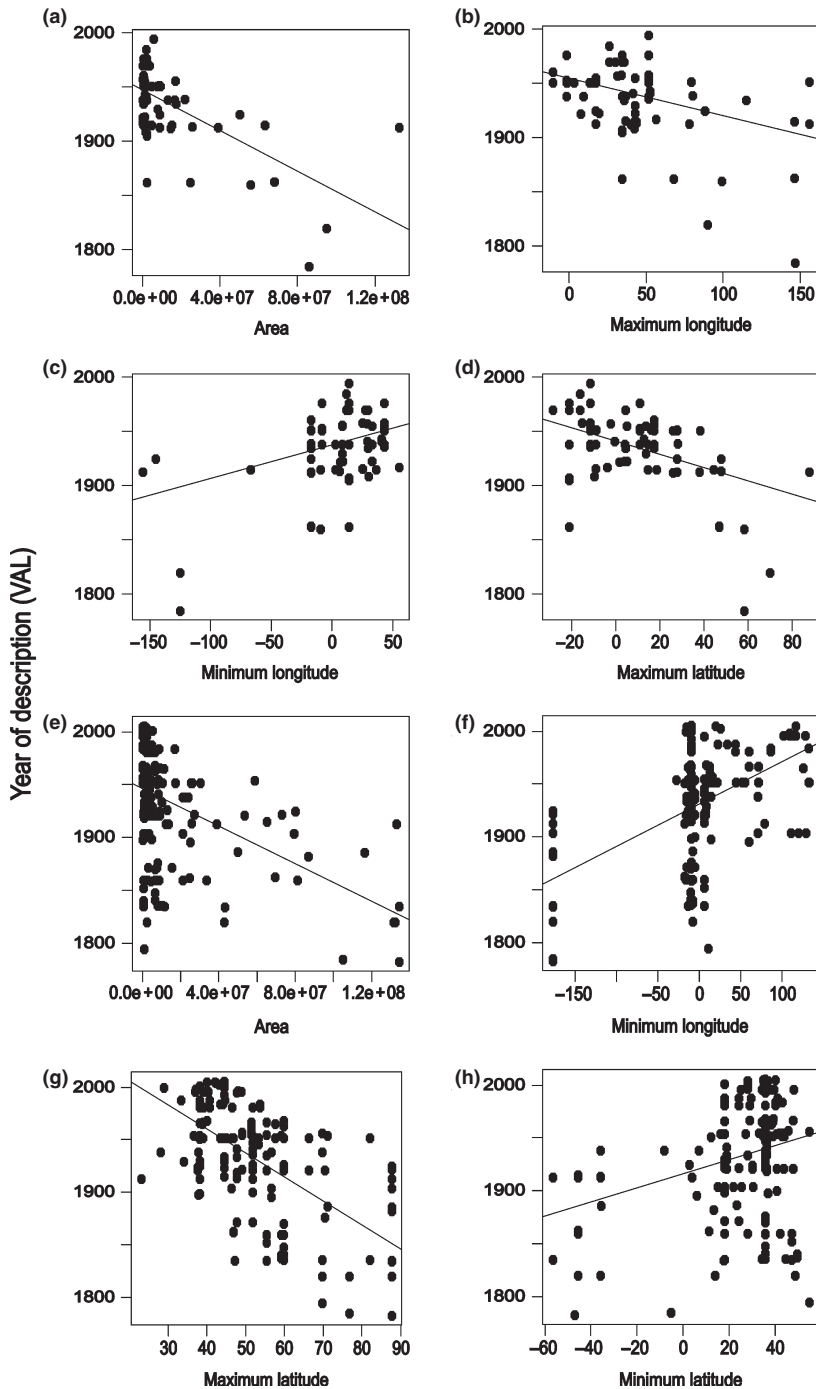 (a)
2000
1900
1800
0.0e+00 4.0e+07 8.0e+07 1.2e+08
Area
(b)
2000
1900
1800
0 50 100 150
Maximum longitude
(c)
2000
1900
1800
−150 −100 −50 0 50
Minimum longitude
(d)
2000
1900
1800
−20 0 20 40 60 80
Maximum latitude
Year of description (VAL)
(e)
2000
1900
1800
0.0e+00 4.0e+07 8.0e+07 1.2e+08
Area
(f)
2000
1900
1800
−150 −50 0 50 100
Minimum longitude
(g)
2000
1900
1800
30 40 50 60 70 80 90
Maximum latitude
(h)
2000
1900
1800
−60 −40 −20 0 20 40
Minimum latitude